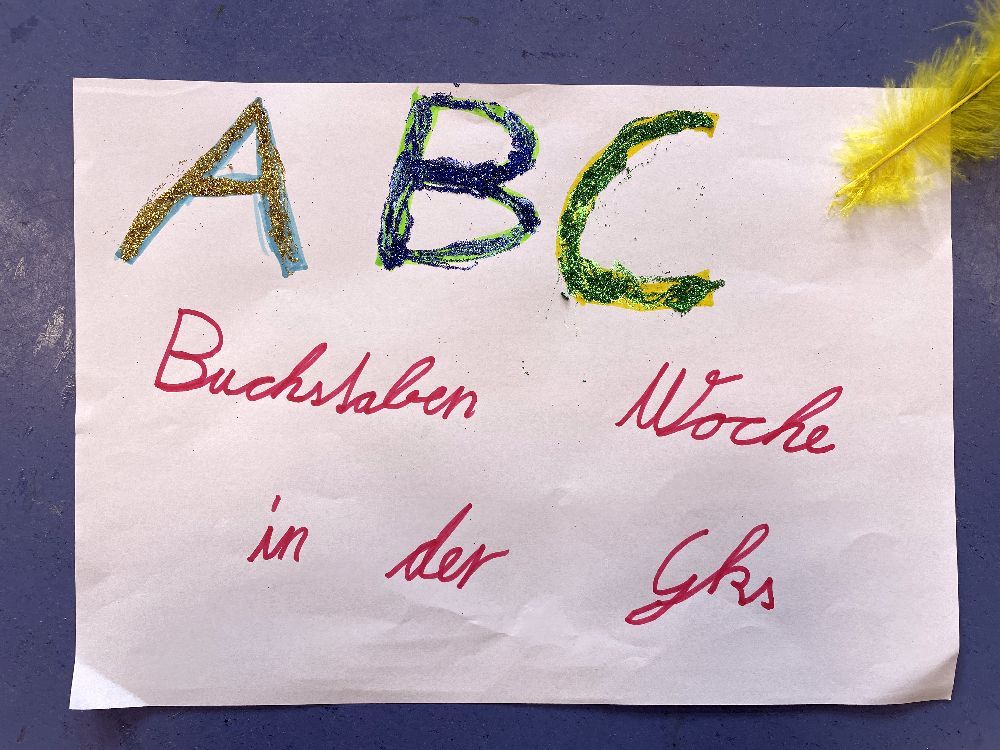 ABC
Buchstaben Woche
in der Gks